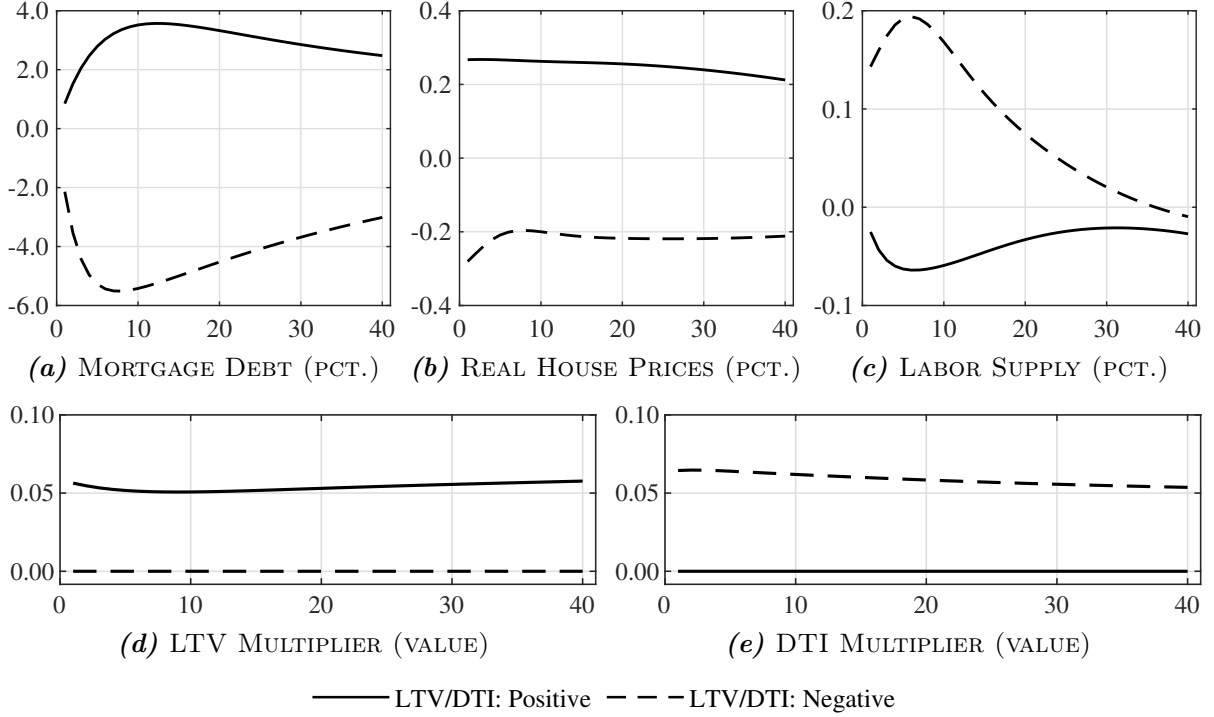 4.0
2.0
0.0
-2.0
-4.0
-6.0
0 10 20 30 40
(a) Mortgage Debt (pct.)
0.4
0.2
0.0
-0.2
-0.4
0 10 20 30 40
(b) Real House Prices (pct.)
0.2
0.1
0.0
-0.1
0 10 20 30 40
(c) Labor Supply (pct.)
0.10
0.05
0.00
0 10 20 30 40
(d) LTV Multiplier (value)
0.10
0.05
0.00
0 10 20 30 40
(e) DTI Multiplier (value)
LTV/DTI: Positive LTV/DTI: Negative